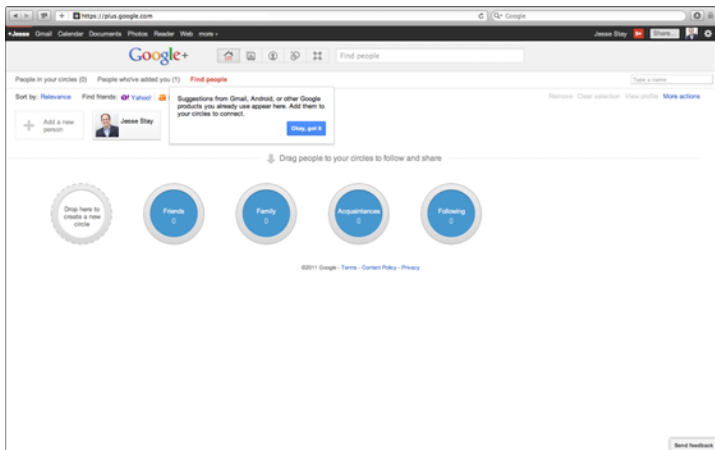 https://plus.google.com
Google
+Jesse Gmail Calendar Documents Photos Reader Web more
Jesse Stay
Share...
Google+
Find people
People in your circles (0) People who've added you (1) Find people
Type a name
Sort by: Relevance Find friends: Yahoo!
Remove Clear selection View profile More actions
Suggestions from Gmail, Android, or other Google
products you already use appear here. Add them to
your circles to connect.
Okay, got it
Add a new
person
Jesse Stay
Drag people to your circles to follow and share
Drop here to
create a new
circle
Friends
0
Family
0
Acquaintances
0
Following
0
©2011 Google - Terms - Content Policy - Privacy
Send feedback